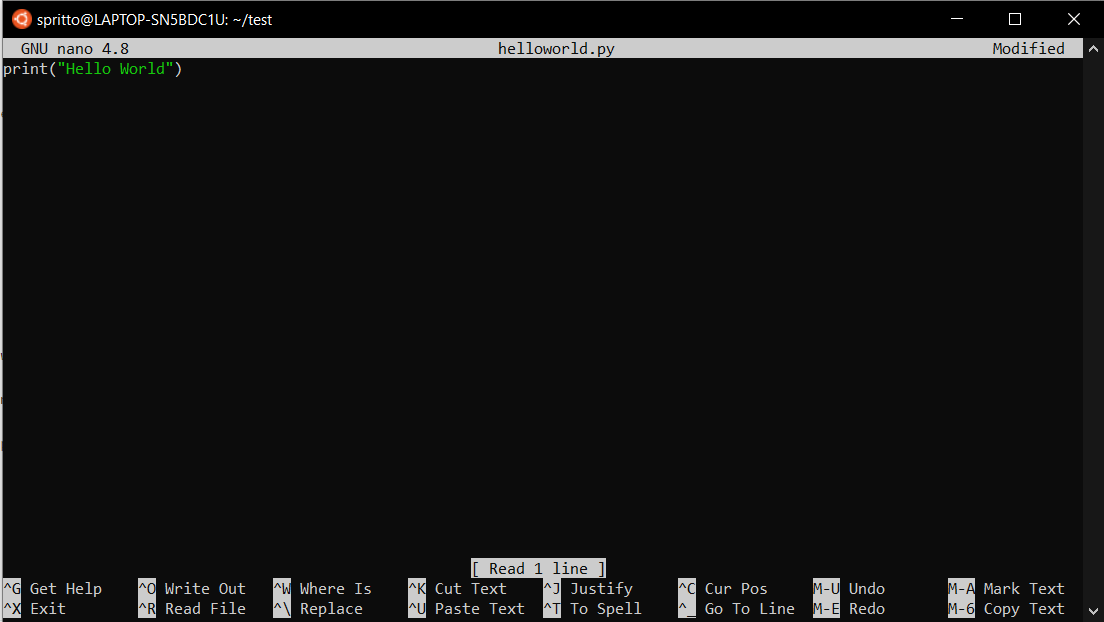 spritto@LAPTOP-SN5BDC1U: ~/test
GNU nano 4.8 helloworld.py Modified
print("Hello World")
[ Read 1 line ]
^G Get Help ^O Write Out ^W Where Is ^K Cut Text ^J Justify ^C Cur Pos M-U Undo M-A Mark Text
^X Exit ^R Read File ^\ Replace ^U Paste Text ^T To Spell ^_ Go To Line M-E Redo M-6 Copy Text